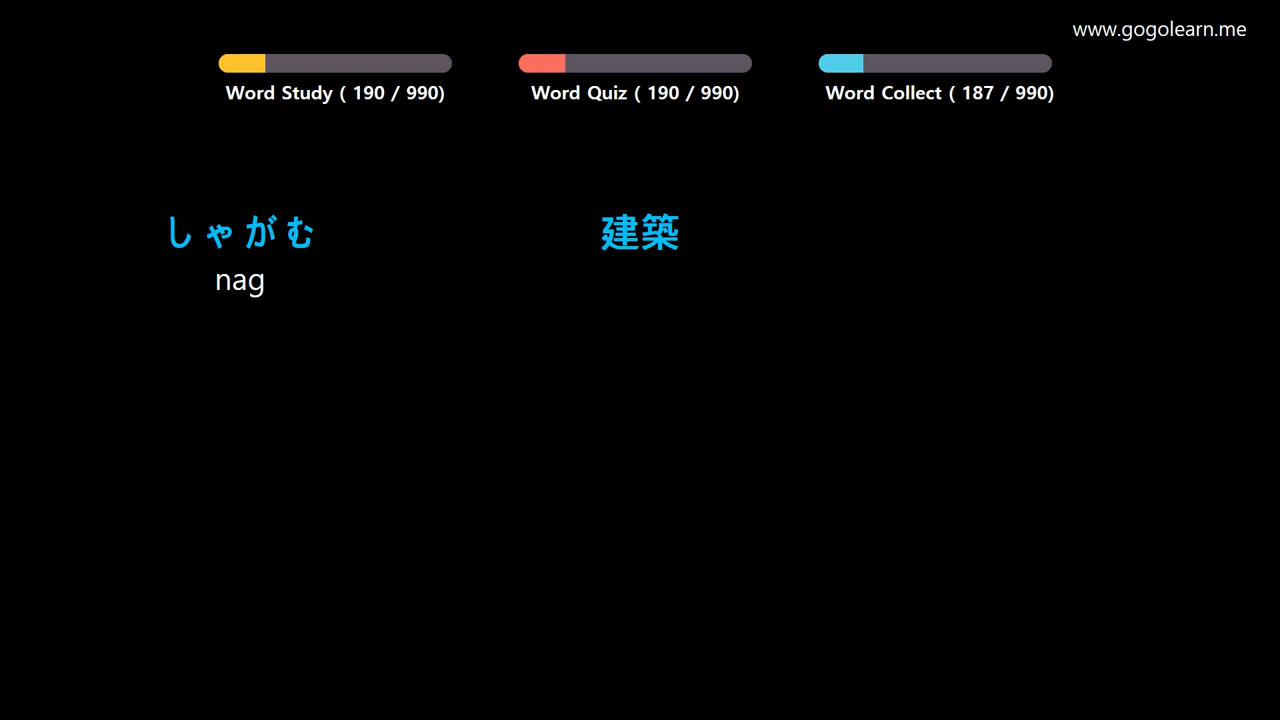 www.gogolearn.me
Word Study ( 190 / 990)
Word Quiz ( 190 / 990)
Word Collect ( 187 / 990)
しゃがむ
nag
建築